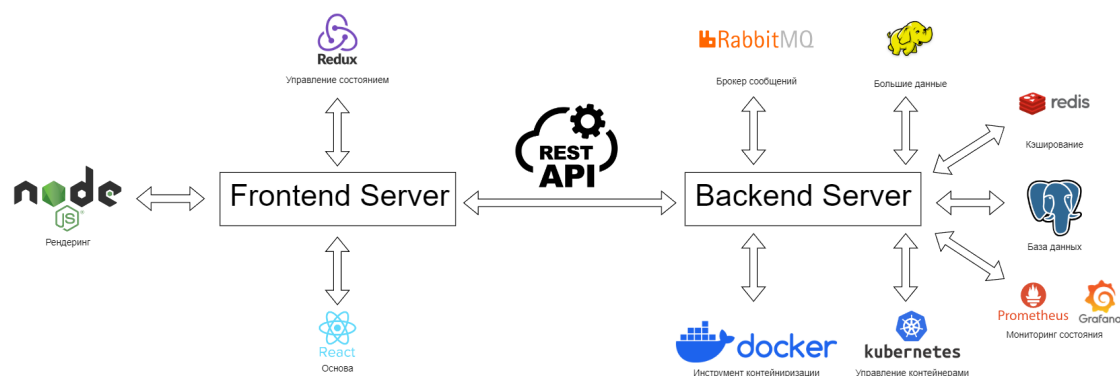 Redux
Управление состоянием
RabbitMQ
Брокер сообщений
Большие данные
redis
Кэширование
REST
API
node
JS
Рендеринг
Frontend Server
Backend Server
База данных
React
Основа
docker
Инструмент контейниризации
kubernetes
Управление контейнерами
Prometheus
Grafana
Мониторинг состояния